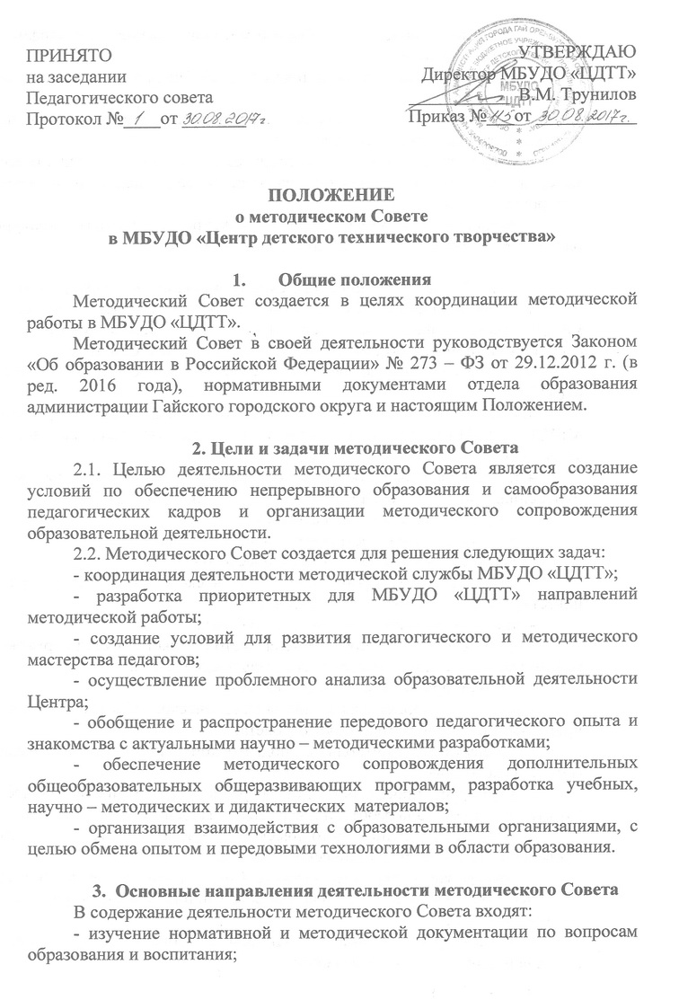 ПРИНЯТО
на заседании
Педагогического совета
Протокол № 1 от 30.08.2017г
УТВЕРЖДАЮ
Директор МБУДО «ЦДТТ»
В.М. Трунилов
Приказ № 115 от 30.08.2017г
МБУДО
ЦДТТ
ПОЛОЖЕНИЕ
о методическом Совете
в МБУДО «Центр детского технического творчества»
1. Общие положения
Методический Совет создается в целях координации методической
работы в МБУДО «ЦДТТ».
Методический Совет в своей деятельности руководствуется Законом
«Об образовании в Российской Федерации» № 273 – ФЗ от 29.12.2012 г. (в
ред. 2016 года), нормативными документами отдела образования
администрации Гайского городского округа и настоящим Положением.
2. Цели и задачи методического Совета
2.1. Целью деятельности методического Совета является создание
условий по обеспечению непрерывного образования и самообразования
педагогических кадров и организации методического сопровождения
образовательной деятельности.
2.2. Методического Совет создается для решения следующих задач:
- координация деятельности методической службы МБУДО «ЦДТТ»;
- разработка приоритетных для МБУДО «ЦДТТ» направлений
методической работы;
- создание условий для развития педагогического и методического
мастерства педагогов;
- осуществление проблемного анализа образовательной деятельности
Центра;
- обобщение и распространение передового педагогического опыта и
знакомства с актуальными научно – методическими разработками;
- обеспечение методического сопровождения дополнительных
общеобразовательных общеразвивающих программ, разработка учебных,
научно – методических и дидактических материалов;
- организация взаимодействия с образовательными организациями, с
целью обмена опытом и передовыми технологиями в области образования.
3. Основные направления деятельности методического Совета
В содержание деятельности методического Совета входят:
- изучение нормативной и методической документации по вопросам
образования и воспитания;